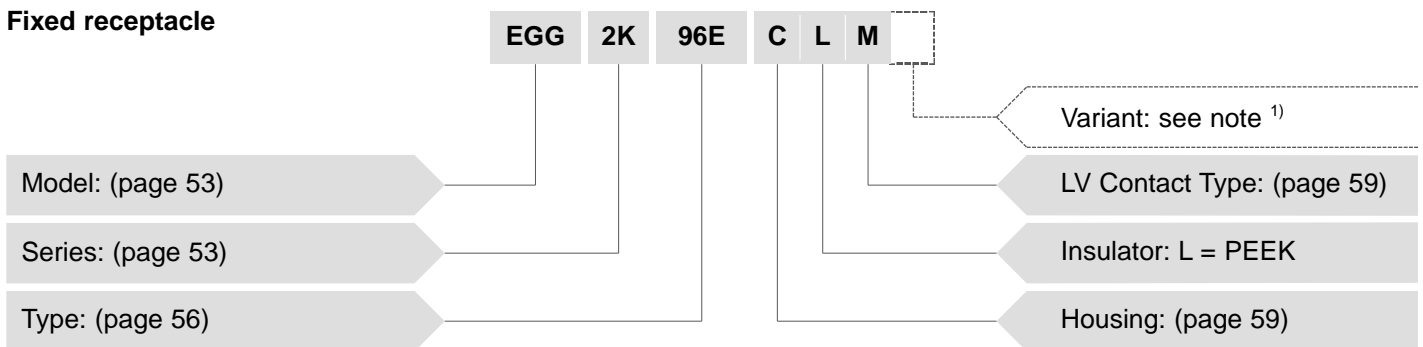 Fixed receptacle
EGG 2K 96E C L M
Variant: see note 1)
Model: (page 53)
LV Contact Type: (page 59)
Series: (page 53)
Insulator: L = PEEK
Type: (page 56)
Housing: (page 59)